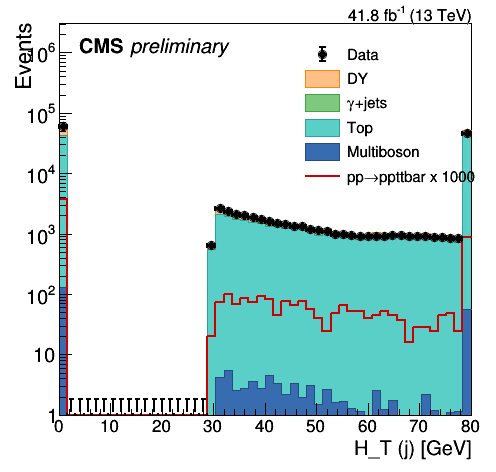 41.8 fb⁻¹ (13 TeV)
CMS preliminary
Events
Data
DY
γ+jets
Top
Multiboson
pp→ppttbar x 1000
10⁶
10⁵
10⁴
10³
10²
10
1
0 10 20 30 40 50 60 70 80
H_T (j) [GeV]